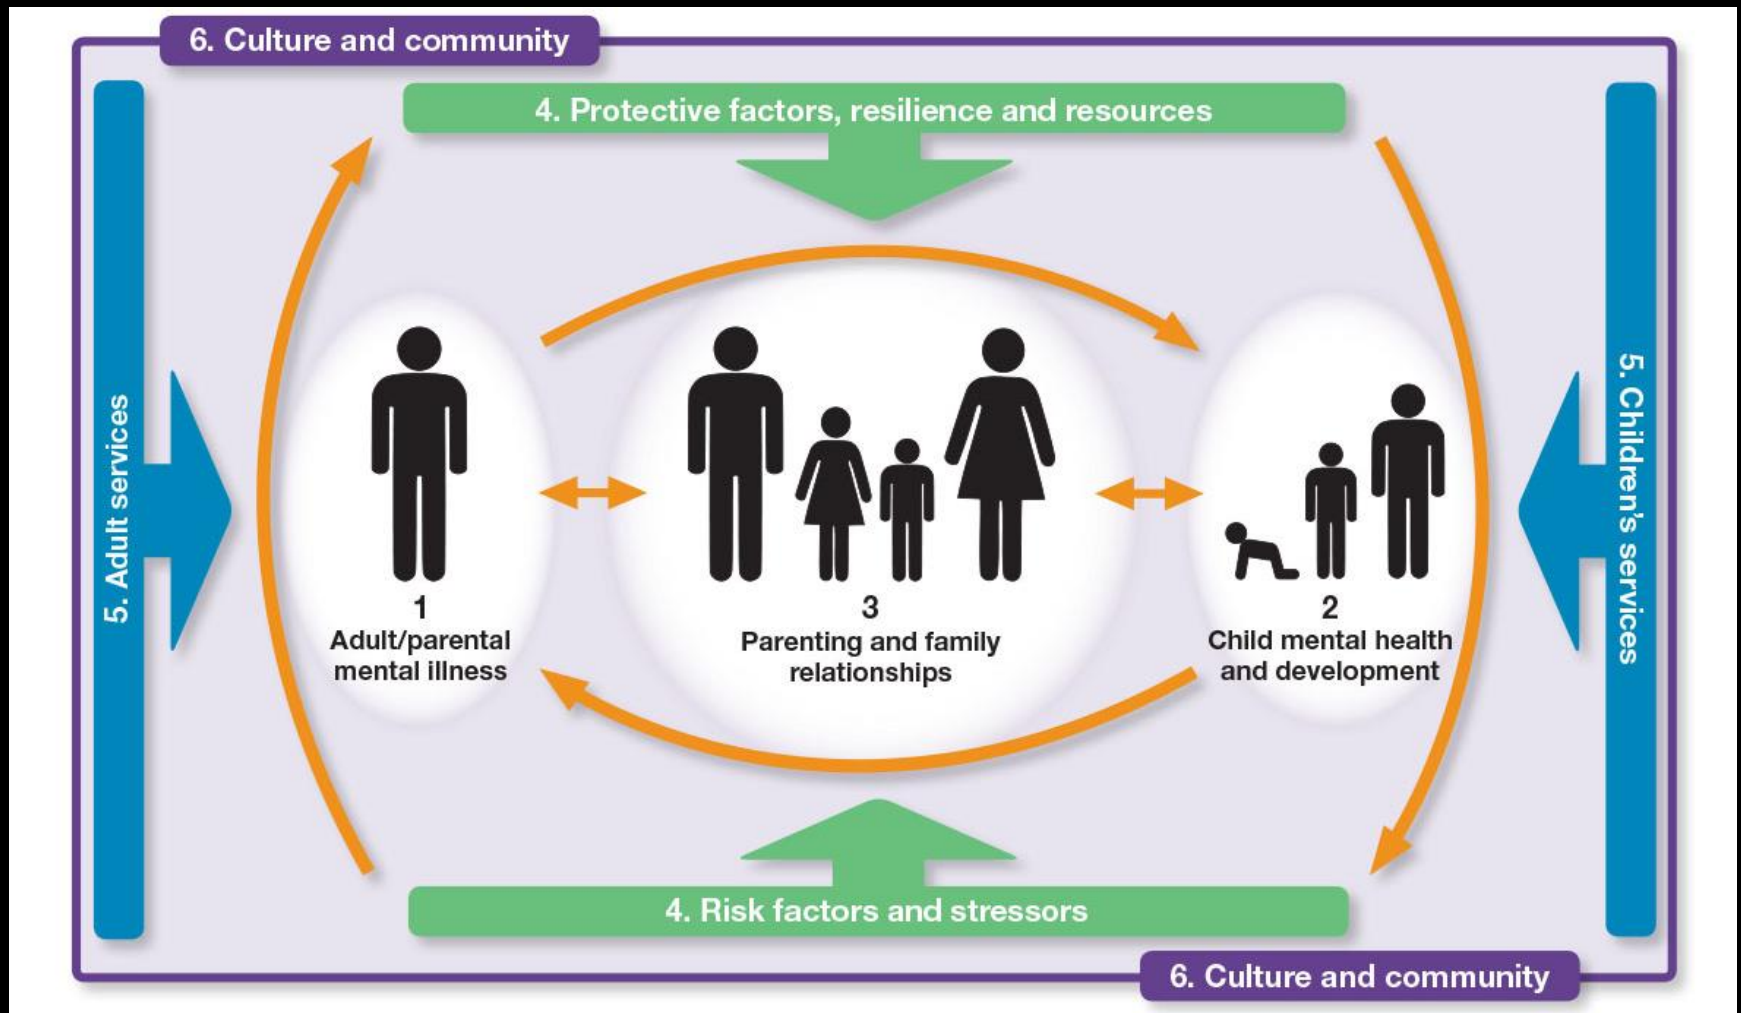 6. Culture and community
4. Protective factors, resilience and resources
5. Adult services
5. Children's services
1
Adult/parental
mental illness
3
Parenting and family
relationships
2
Child mental health
and development
4. Risk factors and stressors
6. Culture and community